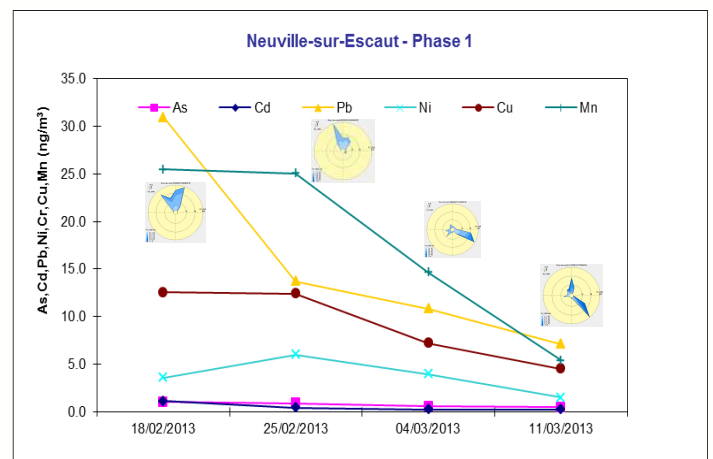 Neuville-sur-Escaut - Phase 1
As,Cd,Pb,Ni,Cr,Cu,Mn (ng/m³)
As Cd Pb Ni Cu Mn
35.0
30.0
25.0
20.0
15.0
10.0
5.0
0.0
18/02/2013 25/02/2013 04/03/2013 11/03/2013